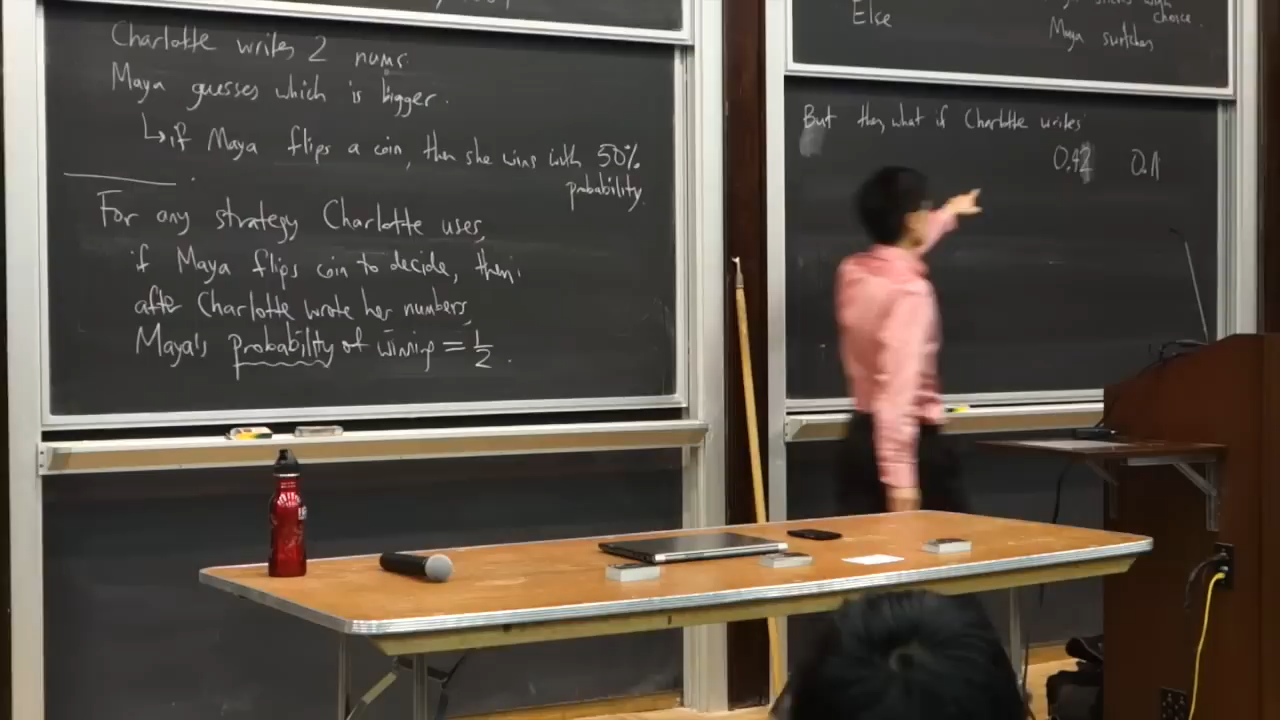 Charlotte writes 2 nums.
Maya guesses which is bigger.
↳ if Maya flips a coin, then she wins with 50%
probability.
For any strategy Charlotte uses,
if Maya flips coin to decide, then
after Charlotte wrote her numbers,
Maya's probability of winning = 1/2.
Else
choice
Maya switches
But then what if Charlotte writes
0.42 0.1